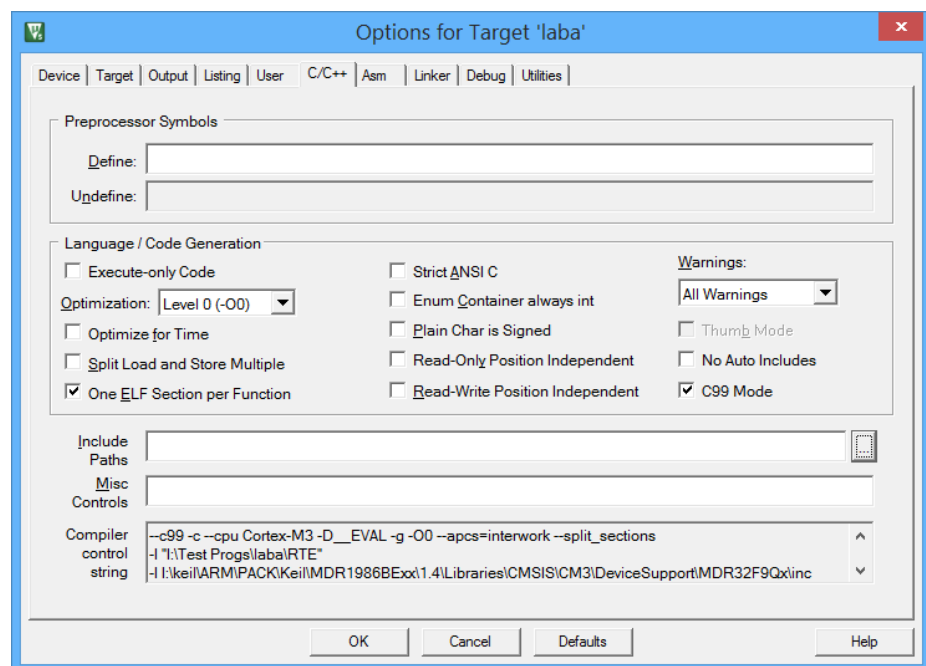 Options for Target 'laba'
Device Target Output Listing User C/C++ Asm Linker Debug Utilities
Preprocessor Symbols
Define:
Undefine:
Language / Code Generation
Execute-only Code
Strict ANSI C
Warnings:
Optimization: Level 0 (-O0)
Enum Container always int
All Warnings
Optimize for Time
Plain Char is Signed
Thumb Mode
Split Load and Store Multiple
Read-Only Position Independent
No Auto Includes
One ELF Section per Function
Read-Write Position Independent
C99 Mode
Include
Paths
...
Misc
Controls
Compiler
control
string
--c99 -c --cpu Cortex-M3 -D__EVAL -g -O0 --apcs=interwork --split_sections
-I "I:\Test Progs\laba\RTE"
-I I:\keil\ARM\PACK\Keil\MDR1986BExx\1.4\Libraries\CMSIS\CM3\DeviceSupport\MDR32F9Qx\inc
OK
Cancel
Defaults
Help